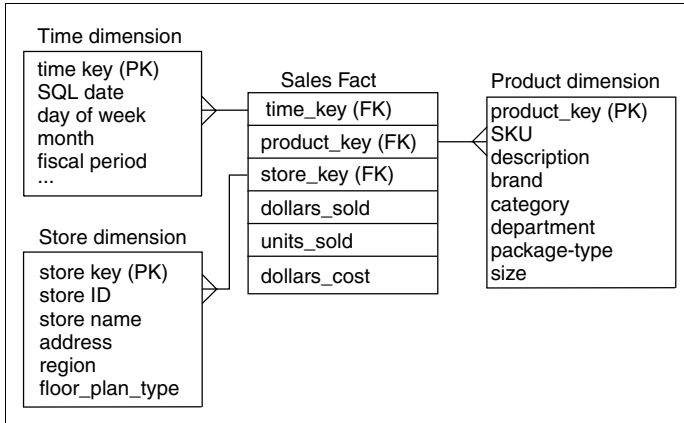 Time dimension
time key (PK)
SQL date
day of week
month
fiscal period
...
Store dimension
store key (PK)
store ID
store name
address
region
floor_plan_type
Sales Fact
time_key (FK)
product_key (FK)
store_key (FK)
dollars_sold
units_sold
dollars_cost
Product dimension
product_key (PK)
SKU
description
brand
category
department
package-type
size